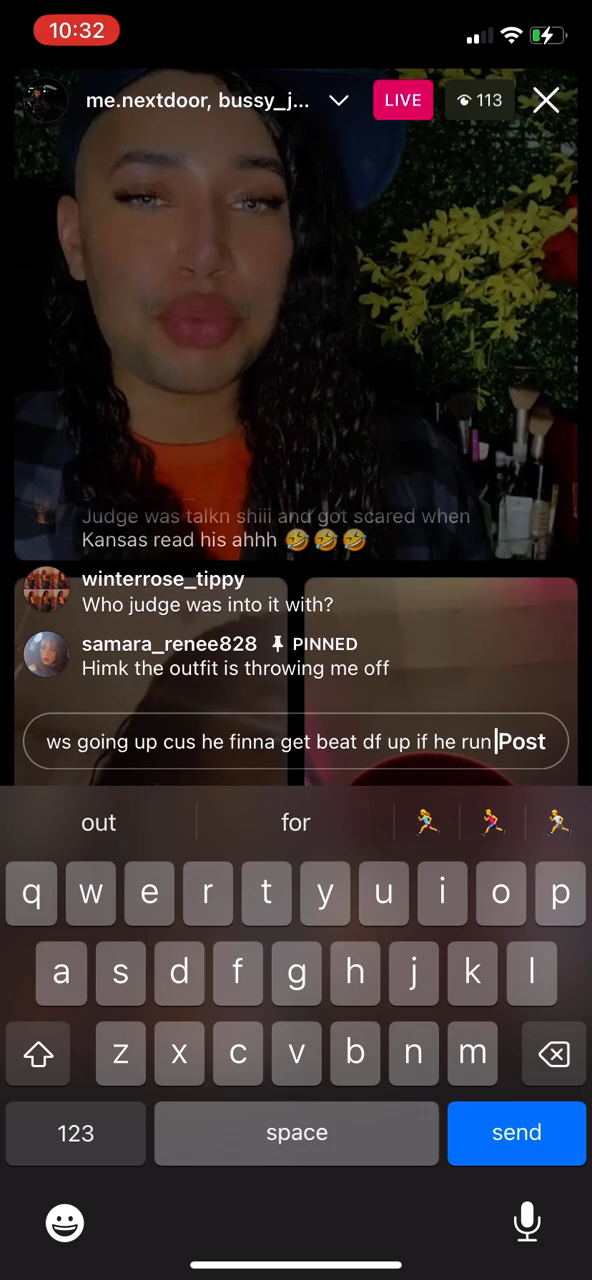 10:32
me.nextdoor, bussy_j...
LIVE
113
Judge was talkn shiii and got scared when
Kansas read his ahhh 🤣🤣🤣
winterrose_tippy
Who judge was into it with?
samara_renee828 PINNED
Himk the outfit is throwing me off
ws going up cus he finna get beat df up if he run Post
out for 🏃‍♀️ 🏃 🏃‍♂️
q w e r t y u i o p
a s d f g h j k l
z x c v b n m
123 space send